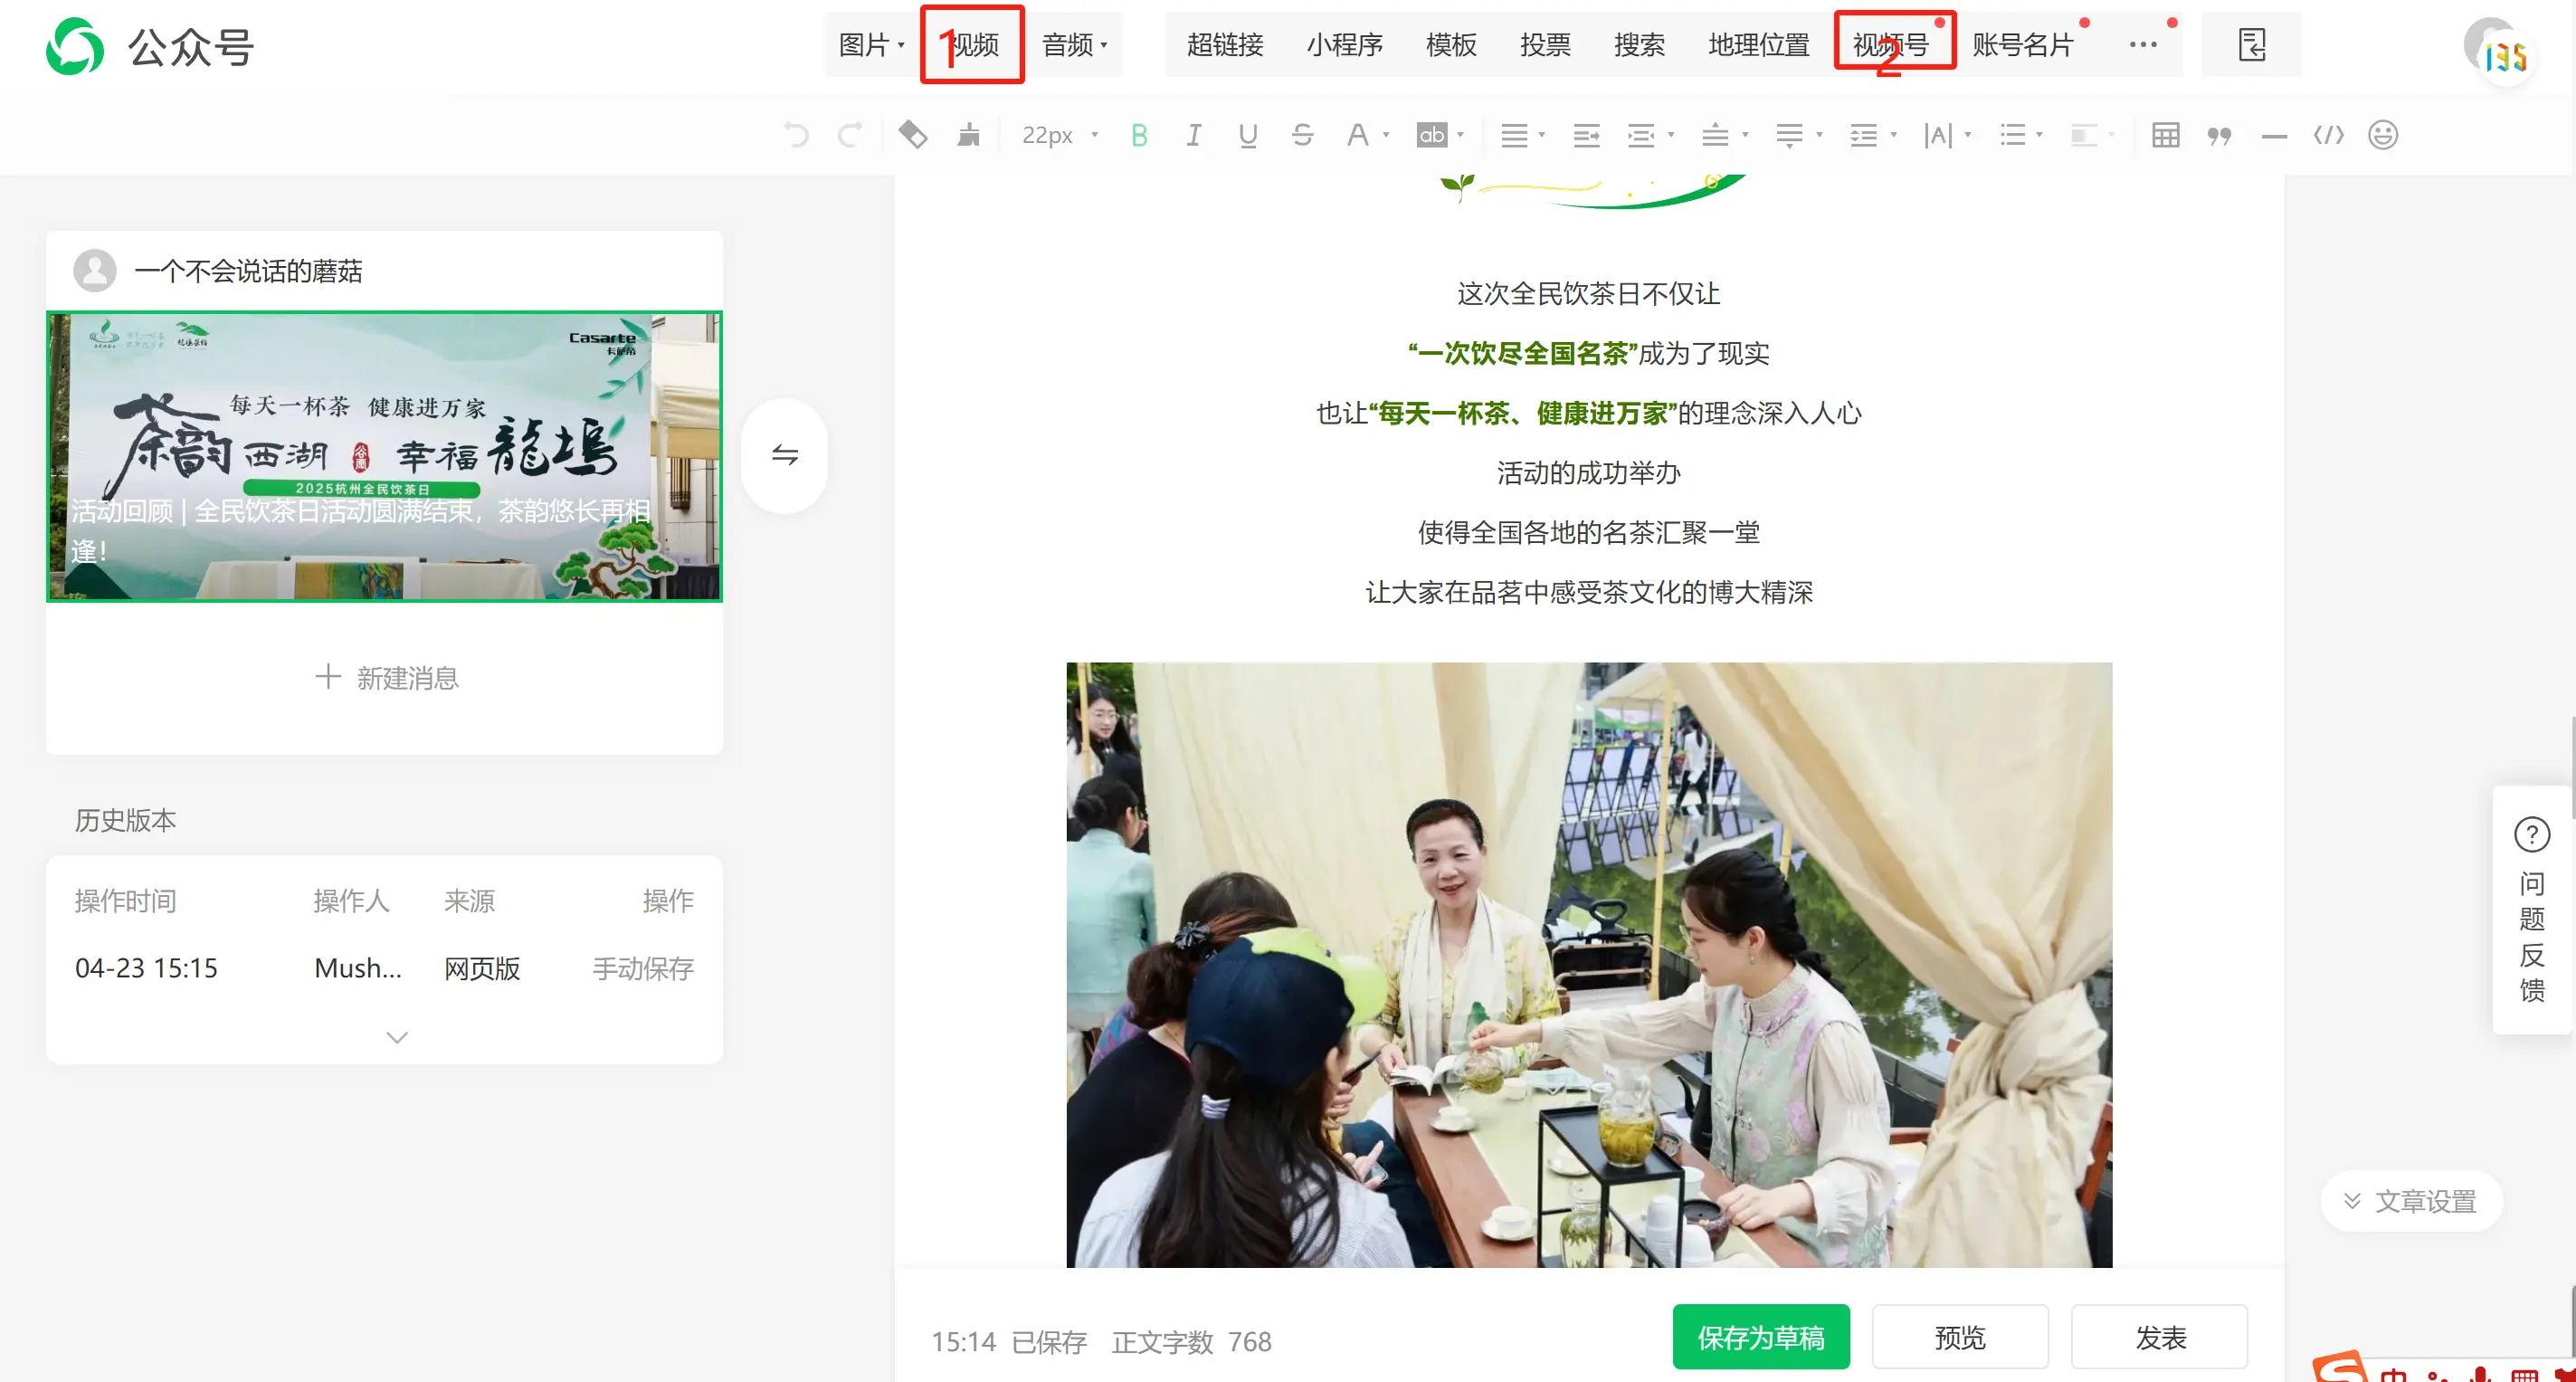 公众号
图片 视频 音频 超链接 小程序 模板 投票 搜索 地理位置 视频号 账号名片 ...
1
2
135
22px B I U S A ab A
一个不会说话的蘑菇
Casarte
卡萨帝
每天一杯茶 健康进万家
茶韵西湖 谷雨 幸福龍塢
2025杭州全民饮茶日
活动回顾 | 全民饮茶日活动圆满结束，茶韵悠长再相
逢！
新建消息
历史版本
操作时间 操作人 来源 操作
04-23 15:15 Mush... 网页版 手动保存
这次全民饮茶日不仅让
“一次饮尽全国名茶”成为了现实
也让“每天一杯茶、健康进万家”的理念深入人心
活动的成功举办
使得全国各地的名茶汇聚一堂
让大家在品茗中感受茶文化的博大精深
问题反馈
文章设置
15:14 已保存 正文字数 768
保存为草稿 预览 发表
中